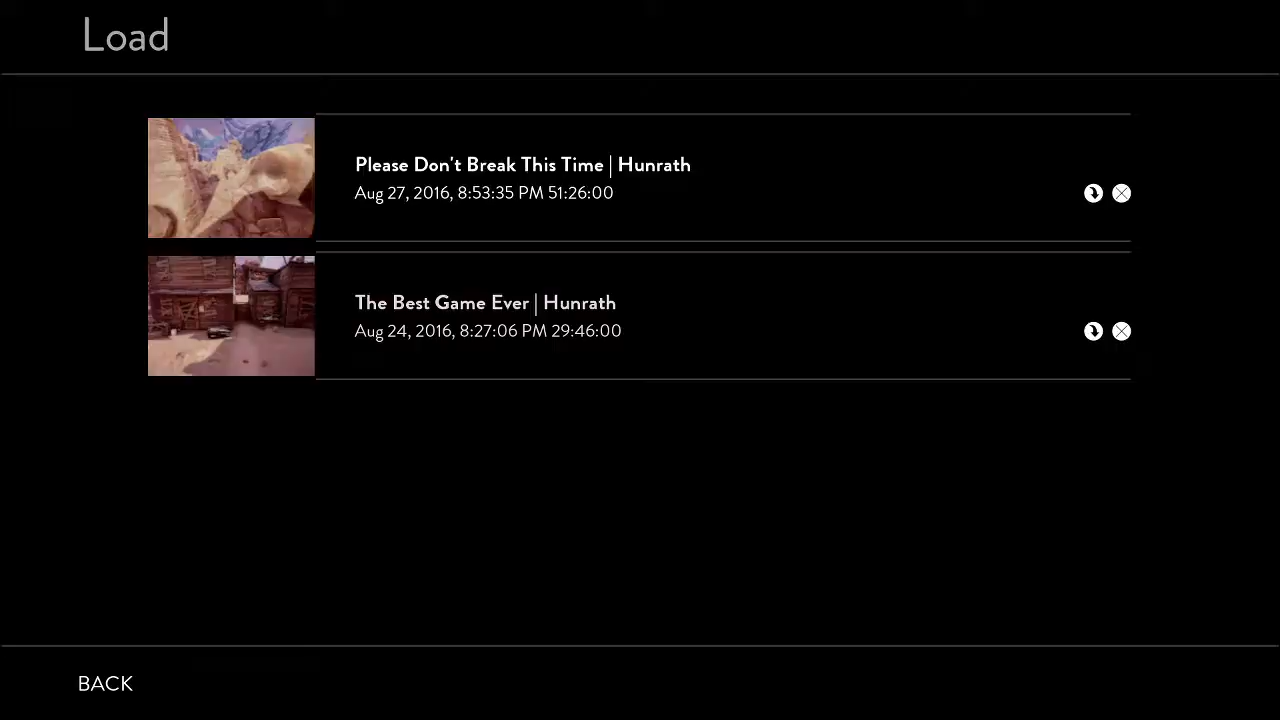 Load
Please Don't Break This Time | Hunrath
Aug 27, 2016, 8:53:35 PM 51:26:00
The Best Game Ever | Hunrath
Aug 24, 2016, 8:27:06 PM 29:46:00
BACK